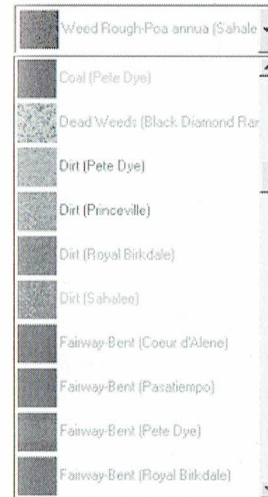 Weed Rough-Poa annua (Sahale
Coal (Pete Dye)
Dead Weeds (Black Diamond Ran
Dirt (Pete Dye)
Dirt (Princeville)
Dirt (Royal Birkdale)
Dirt (Sahalee)
Fairway-Bent (Coeur d'Alene)
Fairway-Bent (Pasatiempo)
Fairway-Bent (Pete Dye)
Fairway-Bent (Royal Birkdale)